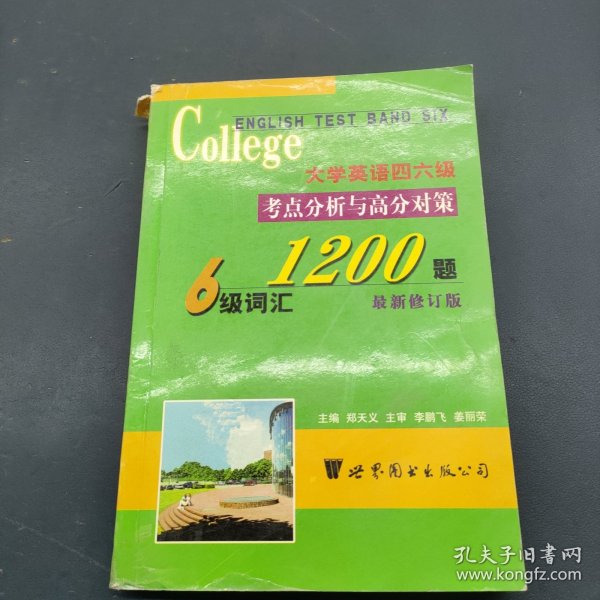 ENGLISH TEST BAND SIX
College
大学英语四六级
考点分析与高分对策
1200题
6级词汇
最新修订版
主编 郑天义 主审 李鹏飞 姜丽荣
世界图书出版公司
孔夫子旧书网
www.kongfz.com